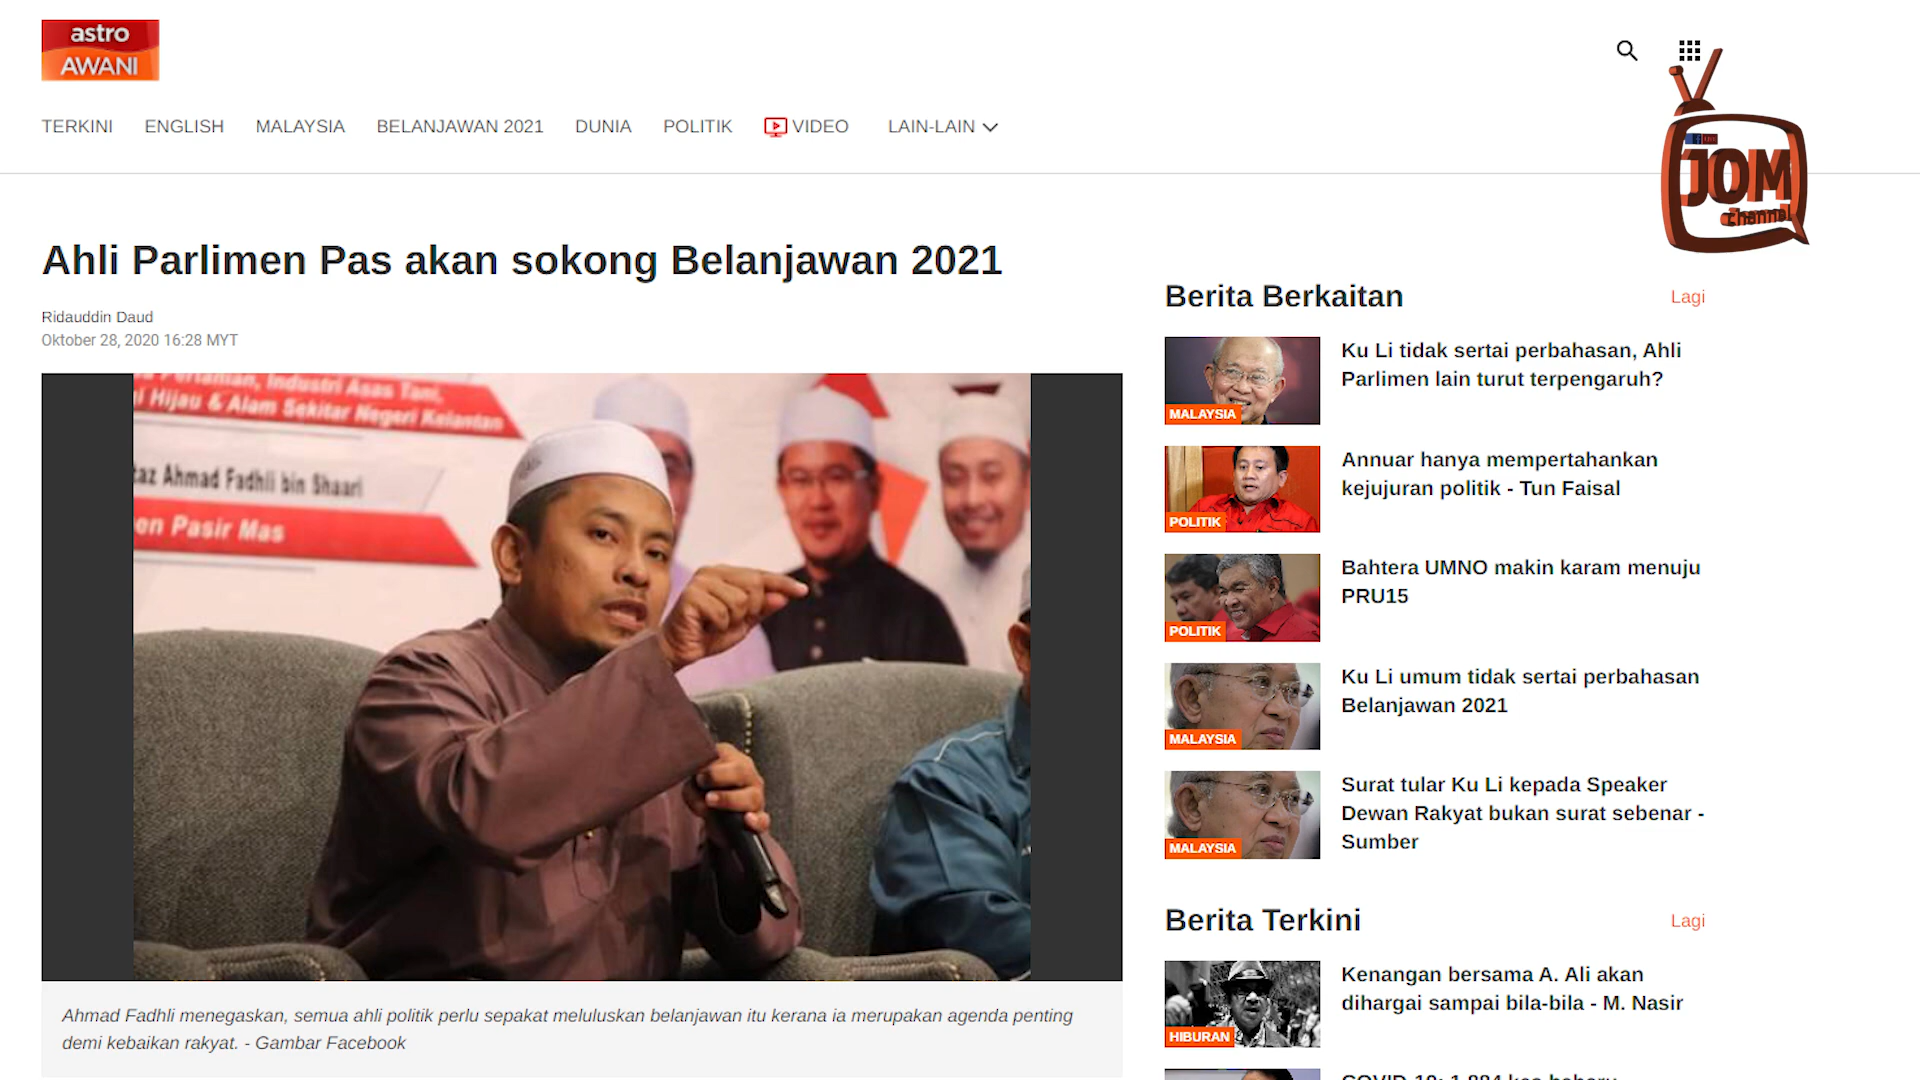 astro
AWANI
TERKINI ENGLISH MALAYSIA BELANJAWAN 2021 DUNIA POLITIK VIDEO LAIN-LAIN
JOM
channel
Ahli Parlimen Pas akan sokong Belanjawan 2021
Ridauddin Daud
Oktober 28, 2020 16:28 MYT
Pertanian, Industri Asas Tani,
Hijau & Alam Sekitar Negeri Kelantan
taz Ahmad Fadhli bin Shaari
en Pasir Mas
Ahmad Fadhli menegaskan, semua ahli politik perlu sepakat meluluskan belanjawan itu kerana ia merupakan agenda penting
demi kebaikan rakyat. - Gambar Facebook
Berita Berkaitan Lagi
MALAYSIA
Ku Li tidak sertai perbahasan, Ahli
Parlimen lain turut terpengaruh?
POLITIK
Annuar hanya mempertahankan
kejujuran politik - Tun Faisal
POLITIK
Bahtera UMNO makin karam menuju
PRU15
MALAYSIA
Ku Li umum tidak sertai perbahasan
Belanjawan 2021
MALAYSIA
Surat tular Ku Li kepada Speaker
Dewan Rakyat bukan surat sebenar -
Sumber
Berita Terkini Lagi
HIBURAN
Kenangan bersama A. Ali akan
dihargai sampai bila-bila - M. Nasir